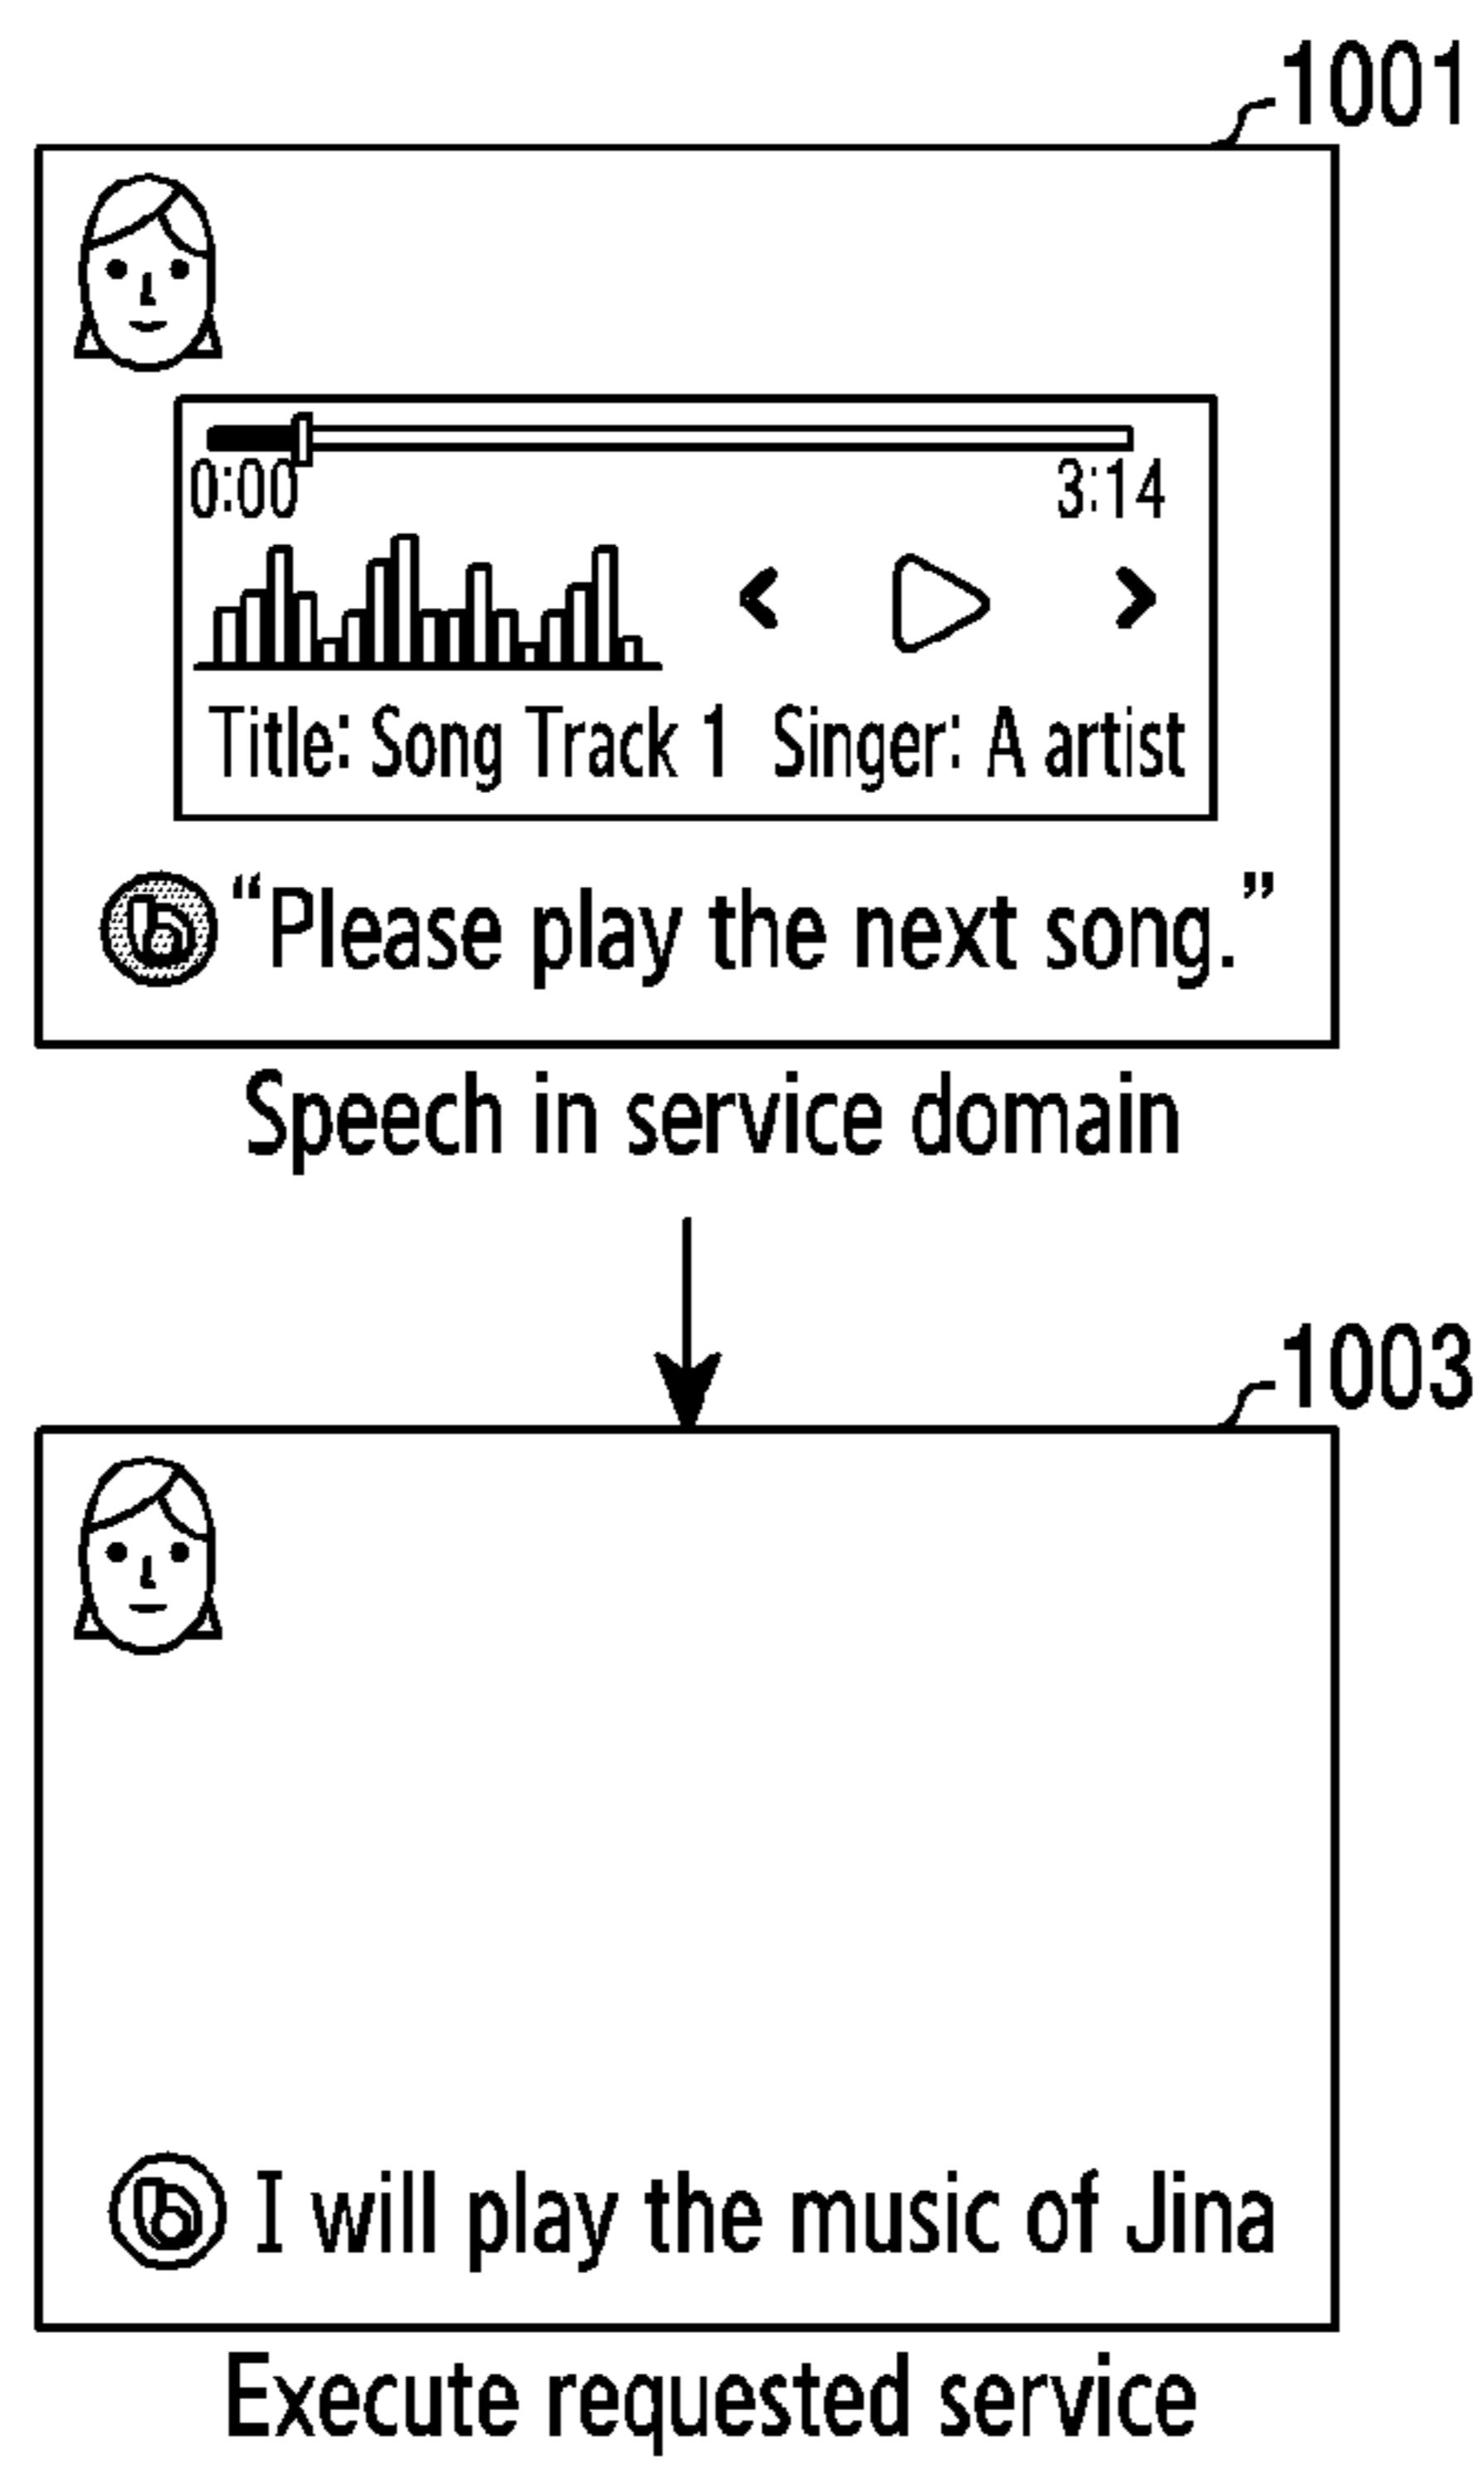 1001
0:00 3:14
Title: Song Track 1 Singer: A artist
“Please play the next song.”
Speech in service domain
1003
I will play the music of Jina
Execute requested service